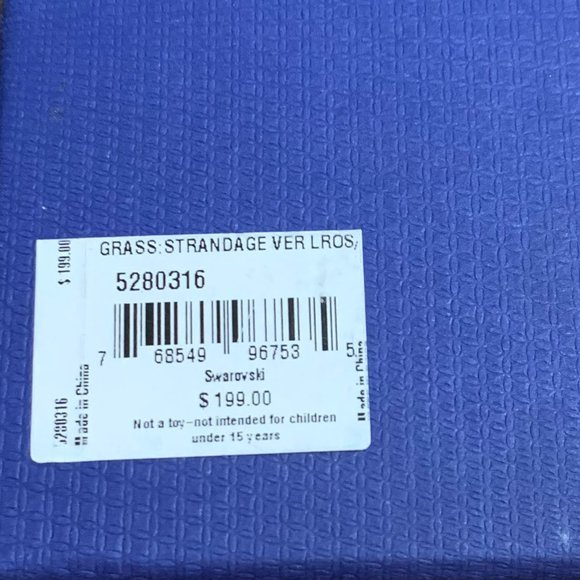 GRASS:STRANDAGE VER LROS/
5280316
7 68549 96753 5
Swarovski
$ 199.00
Not a toy-not intended for children
under 15 years
$ 199.00
5280316
Made in China
Made in China